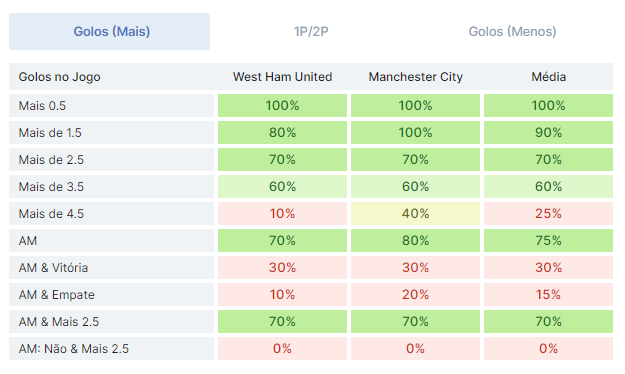 Golos (Mais) 1P/2P Golos (Menos)
Golos no Jogo West Ham United Manchester City Média
Mais 0.5 100% 100% 100%
Mais de 1.5 80% 100% 90%
Mais de 2.5 70% 70% 70%
Mais de 3.5 60% 60% 60%
Mais de 4.5 10% 40% 25%
AM 70% 80% 75%
AM & Vitória 30% 30% 30%
AM & Empate 10% 20% 15%
AM & Mais 2.5 70% 70% 70%
AM: Não & Mais 2.5 0% 0% 0%